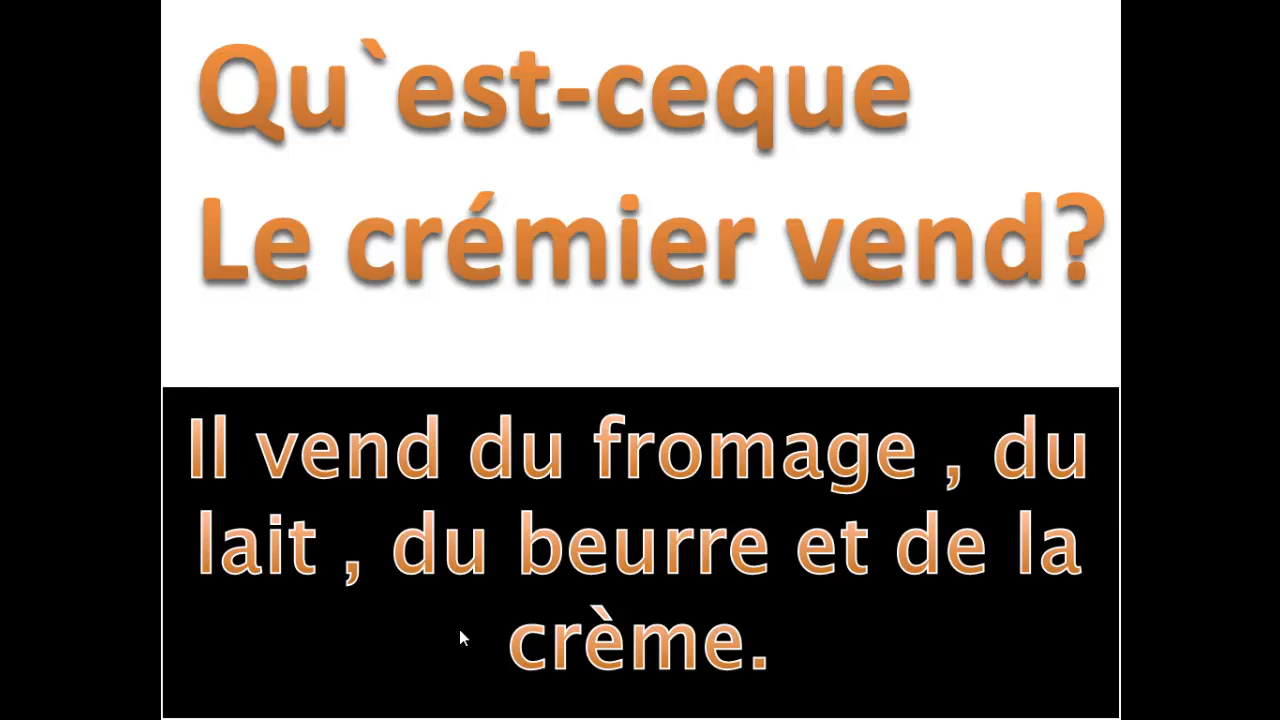 Qu`est-ceque
Le crémier vend?
Il vend du fromage , du
lait , du beurre et de la
crème.